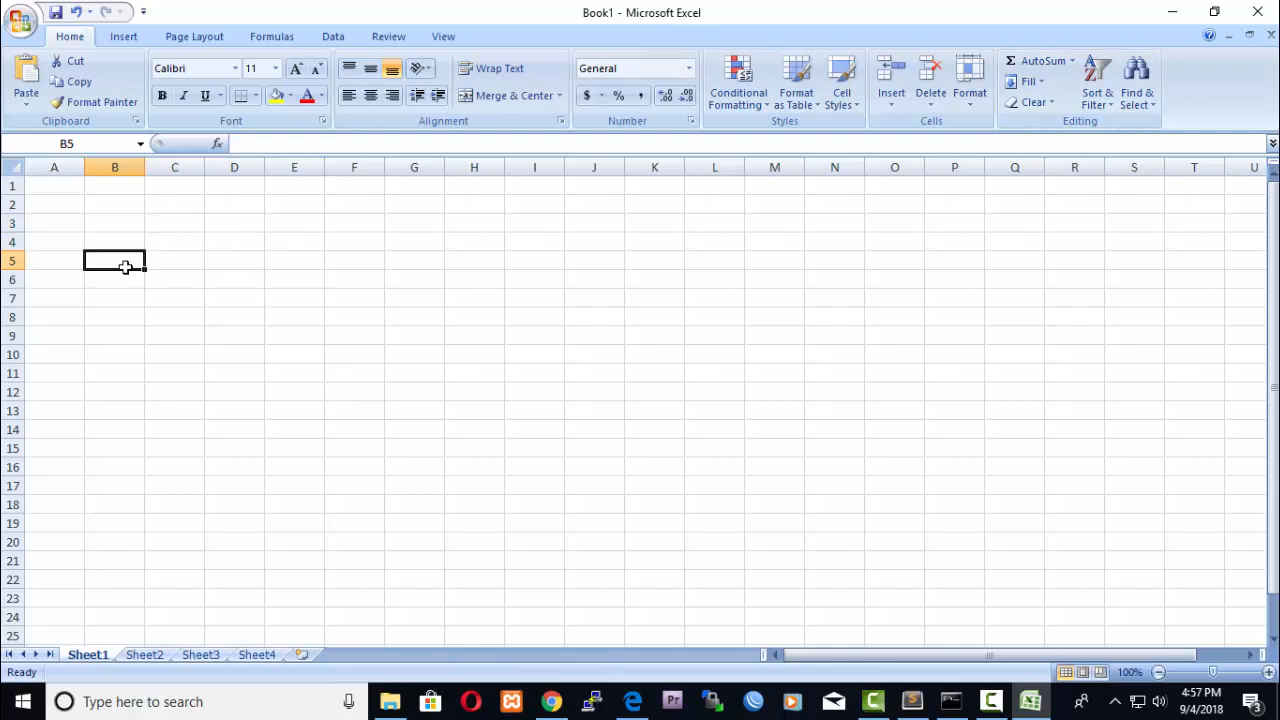 Book1 - Microsoft Excel
Home Insert Page Layout Formulas Data Review View
Paste
Cut
Copy
Format Painter
Clipboard
Calibri 11
B I U
Font
Wrap Text
Merge & Center
Alignment
General
$ % ,
Number
Conditional Formatting
Format as Table
Cell Styles
Styles
Insert
Delete
Format
Cells
Σ AutoSum
Fill
Clear
Sort & Filter
Find & Select
Editing
B5 fx
A B C D E F G H I J K L M N O P Q R S T U
1
2
3
4
5
6
7
8
9
10
11
12
13
14
15
16
17
18
19
20
21
22
23
24
25
Sheet1 Sheet2 Sheet3 Sheet4
Ready 100%
Type here to search
Pr
4:57 PM
9/4/2018
3